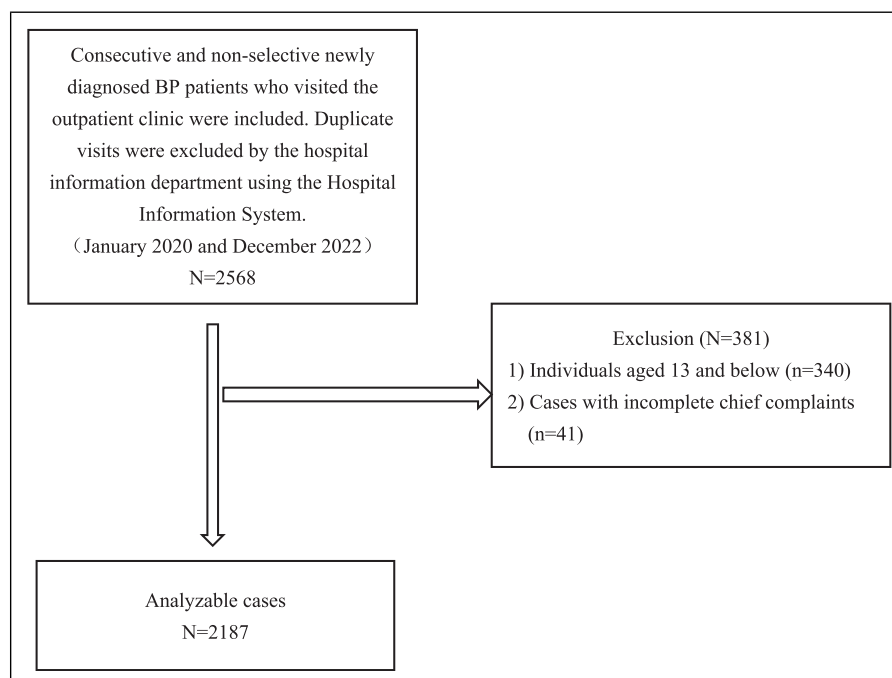 Consecutive and non-selective newly
diagnosed BP patients who visited the
outpatient clinic were included. Duplicate
visits were excluded by the hospital
information department using the Hospital
Information System.
（January 2020 and December 2022）
N=2568
Exclusion (N=381)
1) Individuals aged 13 and below (n=340)
2) Cases with incomplete chief complaints
(n=41)
Analyzable cases
N=2187